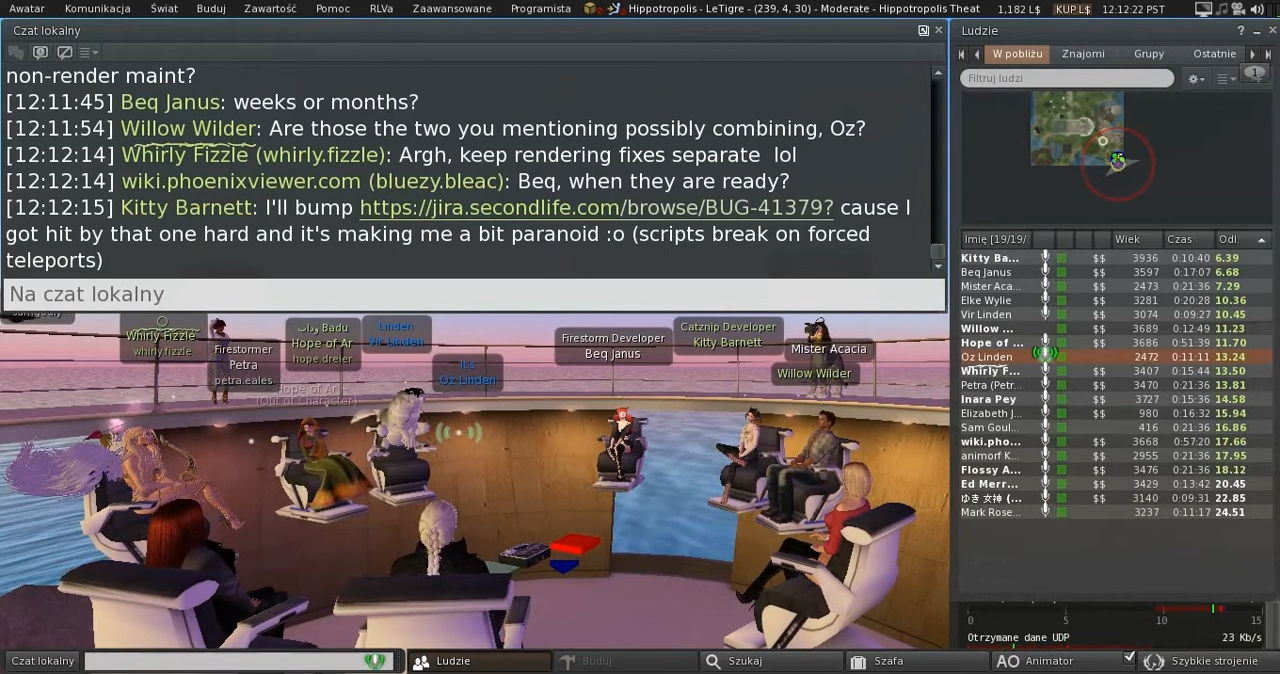 Awatar Komunikacja Świat Buduj Zawartość Pomoc RLVa Zaawansowane Programista Hippotropolis - LeTigre - (239, 4, 30) - Moderate - Hippotropolis Theat 1,182 L$ KUP L$ 12:12:22 PST
Czat lokalny
non-render maint?
[12:11:45] Beq Janus: weeks or months?
[12:11:54] Willow Wilder: Are those the two you mentioning possibly combining, Oz?
[12:12:14] Whirly Fizzle (whirly.fizzle): Argh, keep rendering fixes separate lol
[12:12:14] wiki.phoenixviewer.com (bluezy.bleac): Beq, when they are ready?
[12:12:15] Kitty Barnett: I'll bump https://jira.secondlife.com/browse/BUG-41379? cause I
got hit by that one hard and it's making me a bit paranoid :o (scripts break on forced
teleports)
Na czat lokalny
Whirly Fizzle
whirly.fizzle
Firestormer
Petra
petra.eales
وداب Badu
Hope of Ar
hope.dreier
Hope of Ar
(Out of Character)
Linden
Vir Linden
Oz Linden
Firestorm Developer
Beq Janus
Catznip Developer
Kitty Barnett
Mister Acacia
Willow Wilder
Ludzie
W pobliżu Znajomi Grupy Ostatnie
Filtruj ludzi
1
Imię [19/19/ Wiek Czas Odl.
Kitty Ba... $$ 3936 0:10:40 6.39
Beq Janus $$ 3597 0:17:07 6.68
Mister Aca... $$ 2473 0:21:36 7.29
Elke Wylie $$ 3281 0:20:28 10.36
Vir Linden $$ 3074 0:09:27 10.45
Willow ... 3689 0:12:49 11.23
Hope of ... $$ 3686 0:51:39 11.70
Oz Linden 2472 0:11:11 13.24
Whirly F... $$ 3407 0:15:44 13.50
Petra (Petr... $$ 3470 0:21:36 13.81
Inara Pey $$ 3727 0:15:36 14.58
Elizabeth J... $$ 980 0:16:32 15.94
Sam Goul... 416 0:21:36 16.86
wiki.pho... $$ 3668 0:57:20 17.66
animorf K... $$ 2955 0:21:36 17.95
Flossy A... $$ 3476 0:21:36 18.12
Ed Merr... $$ 3429 0:13:42 20.45
ゆき 女神 (... $$ 3140 0:09:31 22.85
Mark Rose... 3237 0:11:17 24.51
0 5 10 15
Otrzymane dane UDP 23 Kb/s
Czat lokalny Ludzie Buduj Szukaj Szafa AO Animator Szybkie strojenie